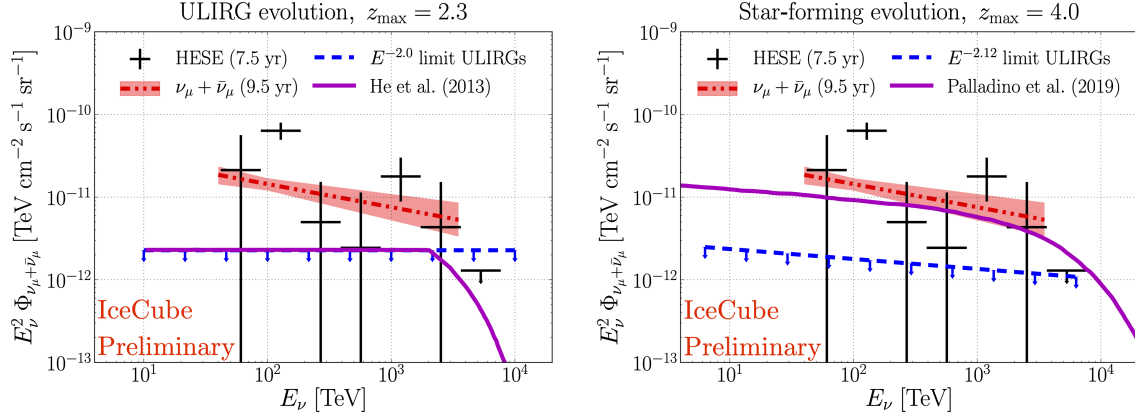 ULIRG evolution, z_max = 2.3
HESE (7.5 yr)
ν_μ + ν̄_μ (9.5 yr)
E^−2.0 limit ULIRGs
He et al. (2013)
E_ν^2 Φ_ν_μ+ν̄_μ [TeV cm^−2 s^−1 sr^−1]
10^−9
10^−10
10^−11
10^−12
10^−13
IceCube
Preliminary
10^1 10^2 10^3 10^4
E_ν [TeV]
Star-forming evolution, z_max = 4.0
HESE (7.5 yr)
ν_μ + ν̄_μ (9.5 yr)
E^−2.12 limit ULIRGs
Palladino et al. (2019)
E_ν^2 Φ_ν_μ+ν̄_μ [TeV cm^−2 s^−1 sr^−1]
10^−9
10^−10
10^−11
10^−12
10^−13
IceCube
Preliminary
10^1 10^2 10^3 10^4
E_ν [TeV]